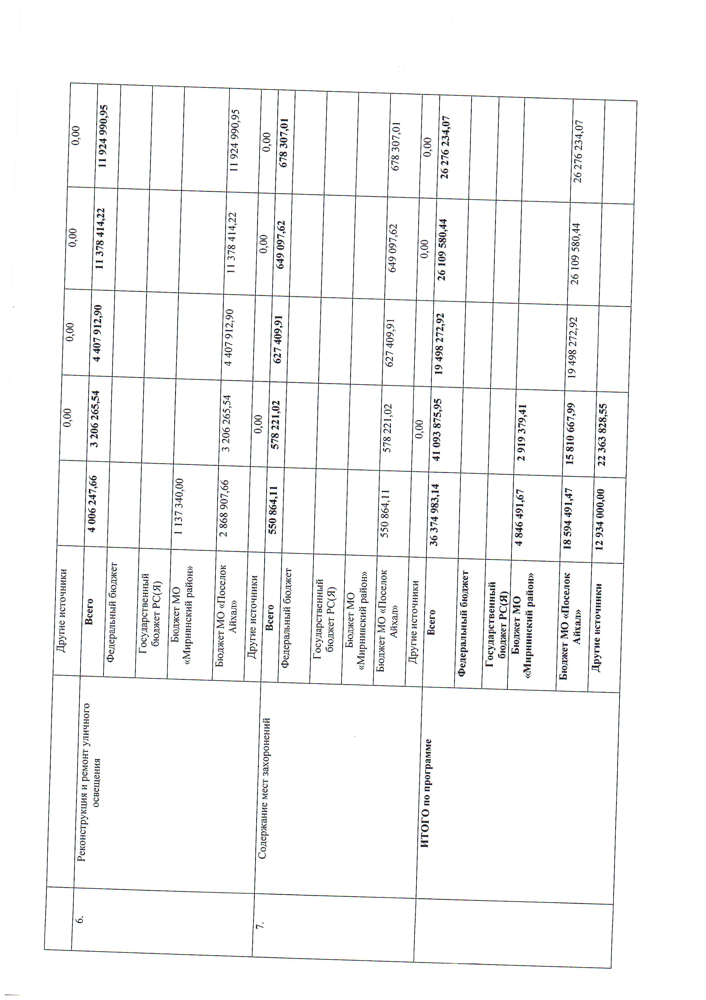 Другие источники 0,00 0,00 0,00 0,00
6. Реконструкция и ремонт уличного
освещения
Всего 4 006 247,66 3 206 265,54 4 407 912,90 11 378 414,22 11 924 990,95
Федеральный бюджет
Государственный
бюджет РС(Я)
Бюджет МО
«Мирнинский район» 1 137 340,00
Бюджет МО «Поселок
Айхал» 2 868 907,66 3 206 265,54 4 407 912,90 11 378 414,22 11 924 990,95
Другие источники 0,00 0,00 0,00
7. Содержание мест захоронений
Всего 550 864,11 578 221,02 627 409,91 649 097,62 678 307,01
Федеральный бюджет
Государственный
бюджет РС(Я)
Бюджет МО
«Мирнинский район»
Бюджет МО «Поселок
Айхал» 550 864,11 578 221,02 627 409,91 649 097,62 678 307,01
Другие источники 0,00 0,00 0,00
ИТОГО по программе
Всего 36 374 983,14 41 093 875,95 19 498 272,92 26 109 580,44 26 276 234,07
Федеральный бюджет
Государственный
бюджет РС(Я)
Бюджет МО
«Мирнинский район» 4 846 491,67 2 919 379,41
Бюджет МО «Поселок
Айхал» 18 594 491,47 15 810 667,99 19 498 272,92 26 109 580,44 26 276 234,07
Другие источники 12 934 000,00 22 363 828,55